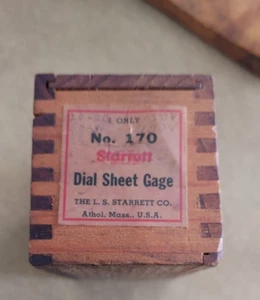 1 ONLY
No. 170
Starrett
Dial Sheet Gage
THE L. S. STARRETT CO.
Athol, Mass., U.S.A.